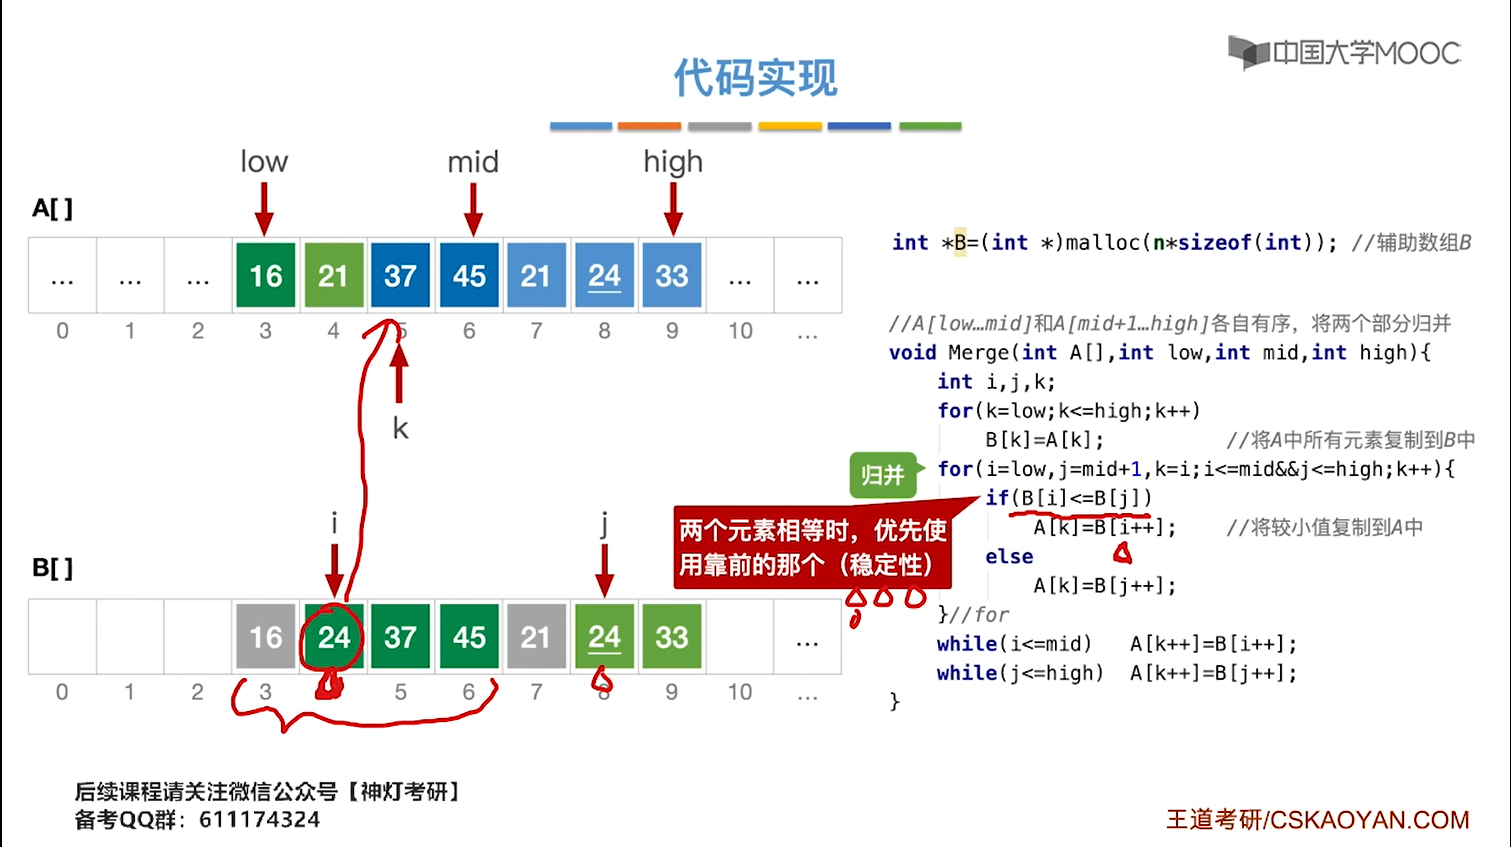 中国大学MOOC
代码实现
low mid high
A[ ]
... ... ... 16 21 37 45 21 24 33 ... ...
0 1 2 3 4 5 6 7 8 9 10 ...
k
i j
B[ ]
16 24 37 45 21 24 33 ...
0 1 2 3 4 5 6 7 8 9 10 ...
int *B=(int *)malloc(n*sizeof(int)); //辅助数组B
//A[low…mid]和A[mid+1…high]各自有序，将两个部分归并
void Merge(int A[],int low,int mid,int high){
int i,j,k;
for(k=low;k<=high;k++)
B[k]=A[k]; //将A中所有元素复制到B中
归并
for(i=low,j=mid+1,k=i;i<=mid&&j<=high;k++){
if(B[i]<=B[j])
A[k]=B[i++]; //将较小值复制到A中
else
A[k]=B[j++];
}//for
while(i<=mid) A[k++]=B[i++];
while(j<=high) A[k++]=B[j++];
}
两个元素相等时，优先使
用靠前的那个（稳定性）
后续课程请关注微信公众号【神灯考研】
备考QQ群：611174324
王道考研/CSKAOYAN.COM